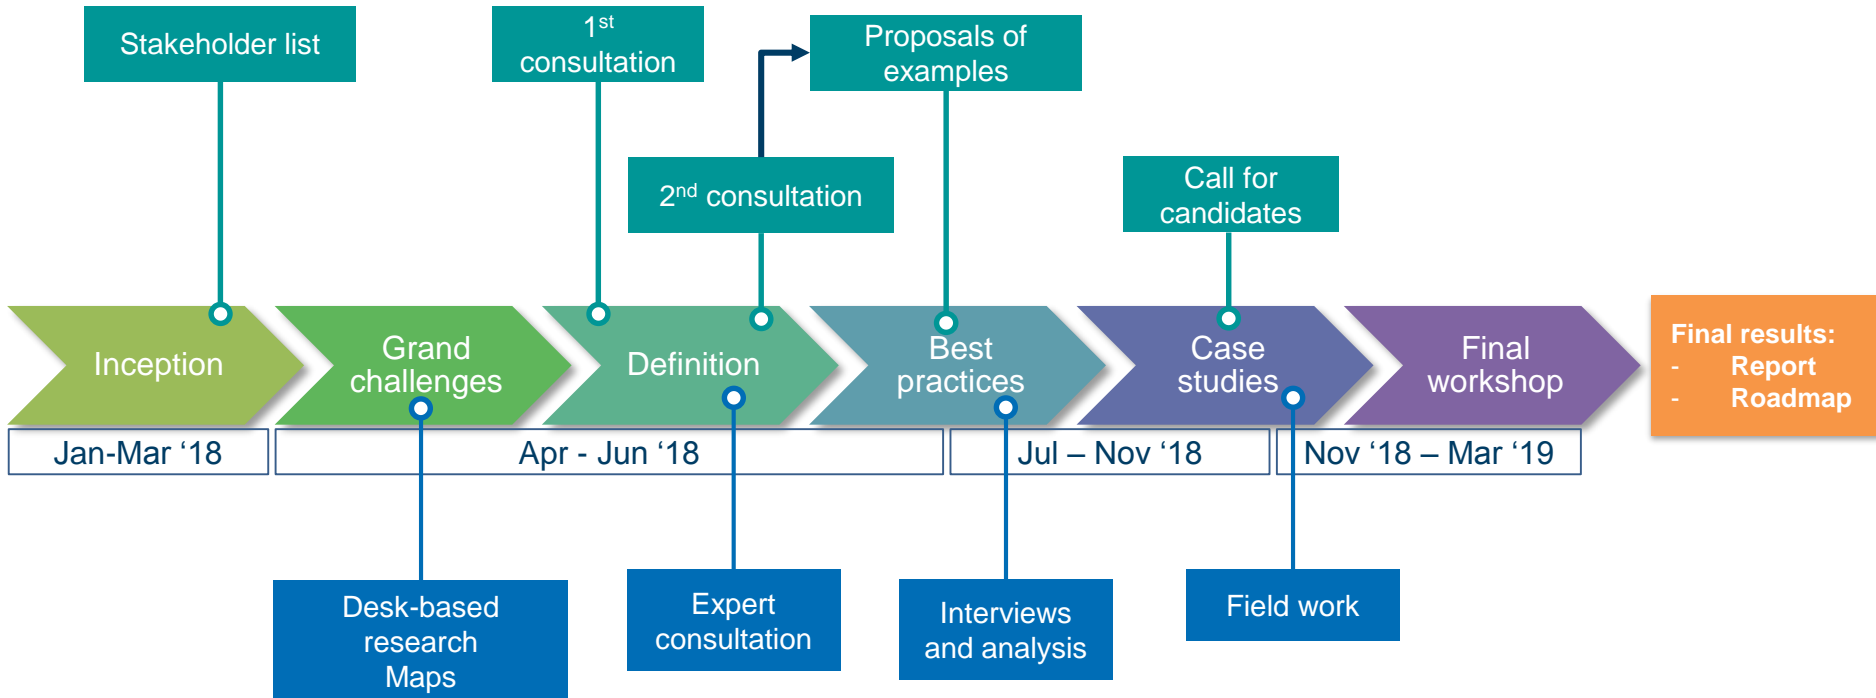 Stakeholder list
1st
consultation
Proposals of
examples
2nd consultation
Call for
candidates
Inception
Grand
challenges
Definition
Best
practices
Case
studies
Final
workshop
Final results:
- Report
- Roadmap
Jan-Mar ‘18
Apr - Jun ‘18
Jul – Nov ‘18
Nov ‘18 – Mar ‘19
Desk-based
research
Maps
Expert
consultation
Interviews
and analysis
Field work